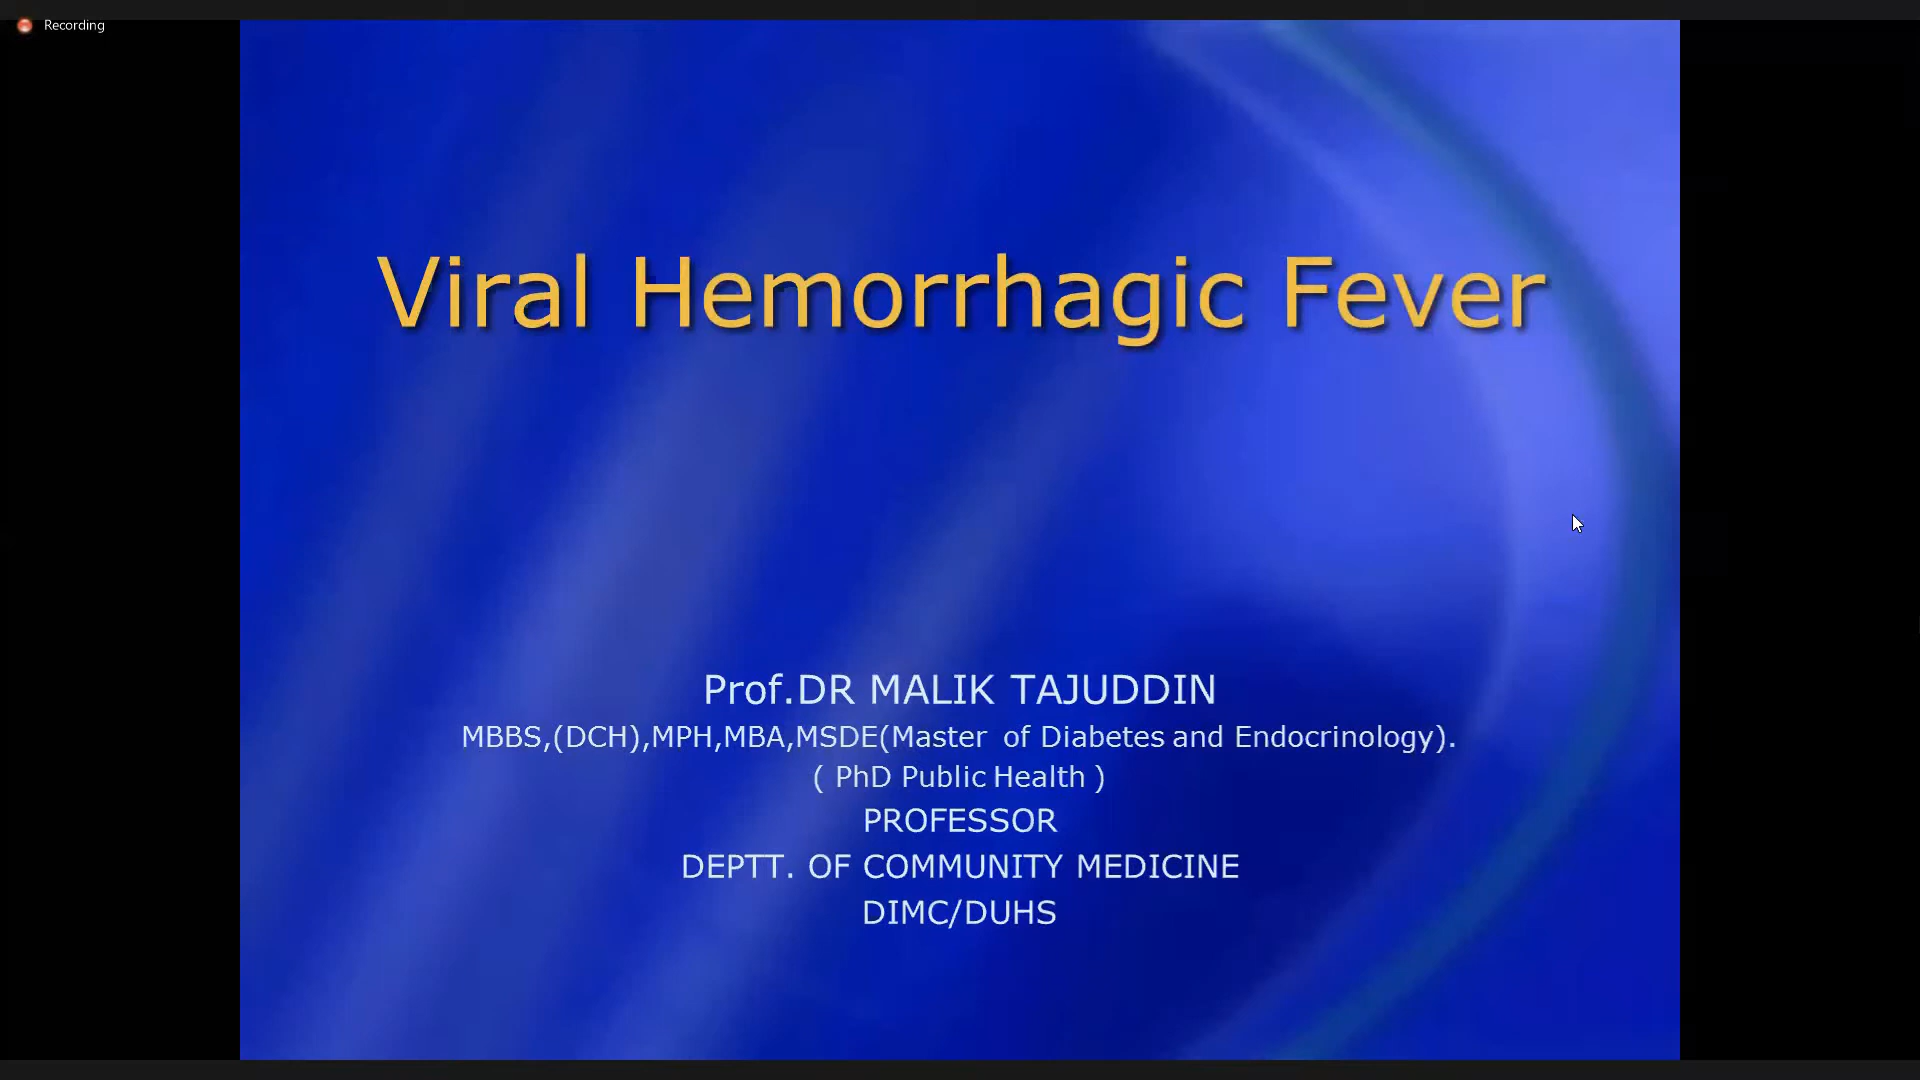 Recording
Viral Hemorrhagic Fever
Prof.DR MALIK TAJUDDIN
MBBS,(DCH),MPH,MBA,MSDE(Master of Diabetes and Endocrinology).
( PhD Public Health )
PROFESSOR
DEPTT. OF COMMUNITY MEDICINE
DIMC/DUHS